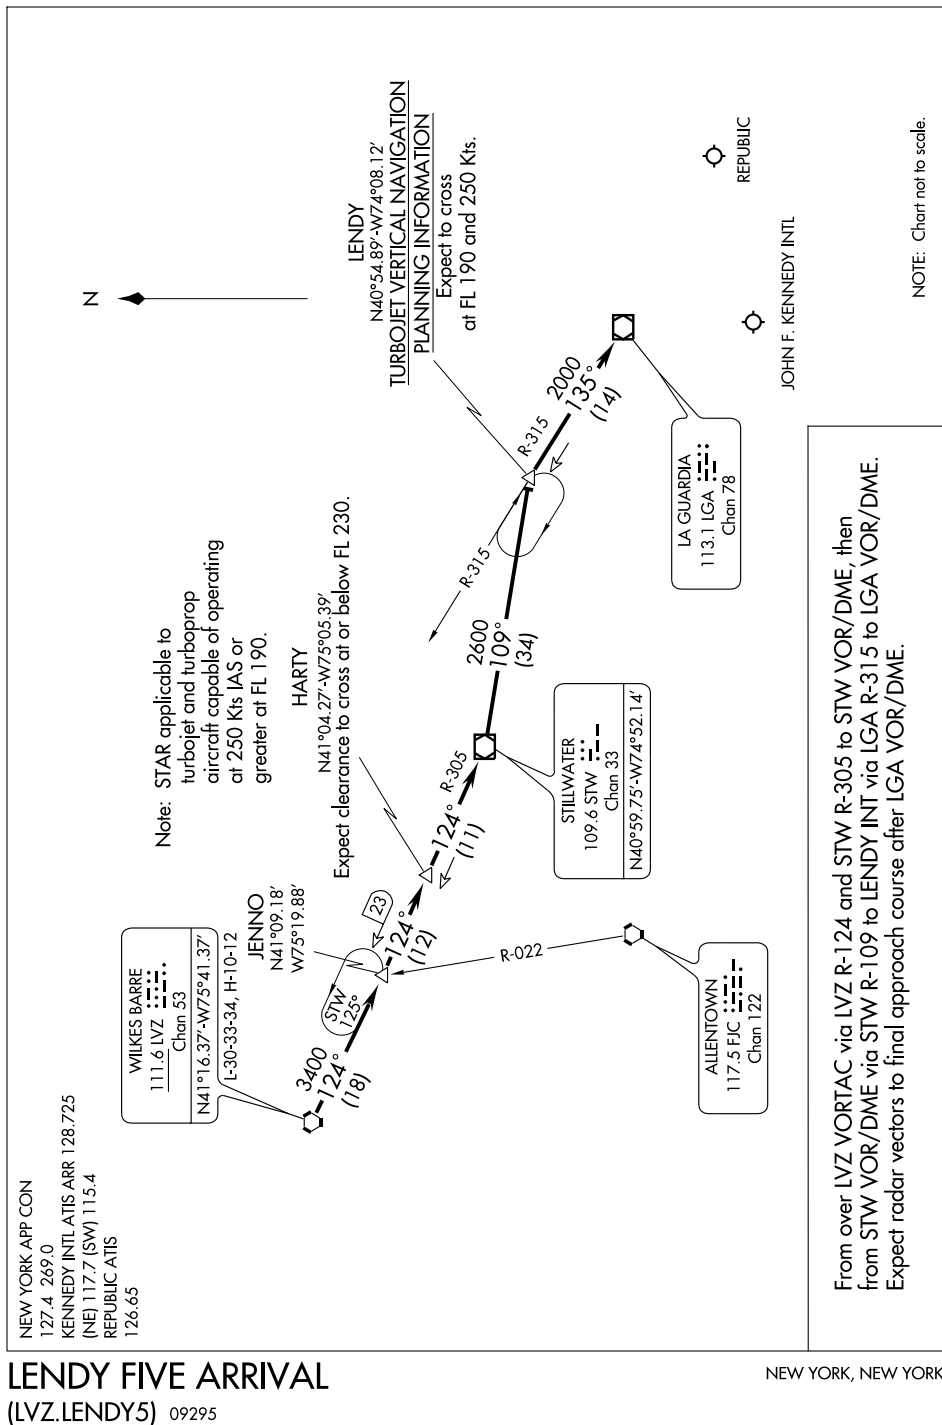 NEW YORK APP CON
127.4 269.0
KENNEDY INTL ATIS ARR 128.725
(NE) 117.7 (SW) 115.4
REPUBLIC ATIS
126.65
N
WILKES BARRE
111.6 LVZ
Chan 53
N41°16.37'-W75°41.37'
L-30-33-34, H-10-12
Note: STAR applicable to
turbojet and turboprop
aircraft capable of operating
at 250 Kts IAS or
greater at FL 190.
LENDY
N40°54.89'-W74°08.12'
TURBOJET VERTICAL NAVIGATION
PLANNING INFORMATION
Expect to cross
at FL 190 and 250 Kts.
JENNO
N41°09.18'
W75°19.88'
HARTY
N41°04.27'-W75°05.39'
Expect clearance to cross at or below FL 230.
3400
124°
(18)
STW
125°
23
124°
(12)
124°
(11)
R-305
2600
109°
(34)
R-315
R-315
2000
135°
(14)
R-022
STILLWATER
109.6 STW
Chan 33
N40°59.75'-W74°52.14'
LA GUARDIA
113.1 LGA
Chan 78
ALLENTOWN
117.5 FJC
Chan 122
REPUBLIC
JOHN F. KENNEDY INTL
NOTE: Chart not to scale.
From over LVZ VORTAC via LVZ R-124 and STW R-305 to STW VOR/DME, then
from STW VOR/DME via STW R-109 to LENDY INT via LGA R-315 to LGA VOR/DME.
Expect radar vectors to final approach course after LGA VOR/DME.
LENDY FIVE ARRIVAL
(LVZ.LENDY5) 09295
NEW YORK, NEW YORK